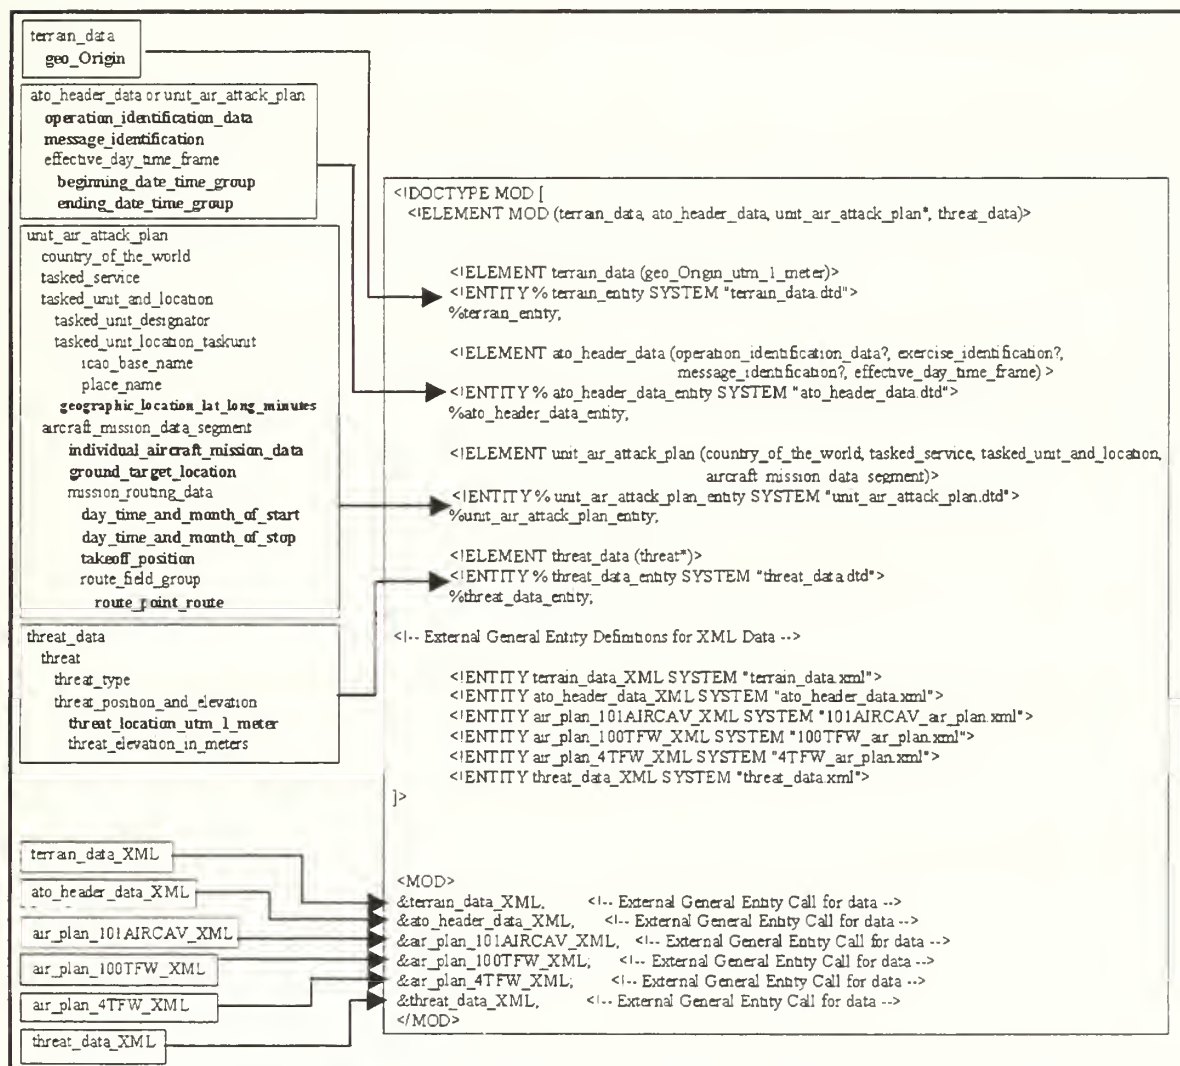 terrain_data
geo_Origin
ato_header_data or unit_air_attack_plan
operation_identification_data
message_identification
effective_day_time_frame
beginning_date_time_group
ending_date_time_group
unit_air_attack_plan
country_of_the_world
tasked_service
tasked_unit_and_location
tasked_unit_designator
tasked_unit_location_taskunit
icao_base_name
place_name
geographic_location_lat_long_minutes
aircraft_mission_data_segment
individual_aircraft_mission_data
ground_target_location
mission_routing_data
day_time_and_month_of_start
day_time_and_month_of_stop
takeoff_position
route_field_group
route_point_route
threat_data
threat
threat_type
threat_position_and_elevation
threat_location_utm_1_meter
threat_elevation_in_meters
<!DOCTYPE MOD [
<!ELEMENT MOD (terrain_data, ato_header_data, unit_air_attack_plan*, threat_data)>
<!ELEMENT terrain_data (geo_Origin_utm_1_meter)>
<!ENTITY % terrain_entity SYSTEM "terrain_data.dtd">
%terrain_entity;
<!ELEMENT ato_header_data (operation_identification_data?, exercise_identification?,
message_identification?, effective_day_time_frame) >
<!ENTITY % ato_header_data_entity SYSTEM "ato_header_data.dtd">
%ato_header_data_entity;
<!ELEMENT unit_air_attack_plan (country_of_the_world, tasked_service, tasked_unit_and_location,
aircraft_mission_data_segment)>
<!ENTITY % unit_air_attack_plan_entity SYSTEM "unit_air_attack_plan.dtd">
%unit_air_attack_plan_entity;
<!ELEMENT threat_data (threat*)>
<!ENTITY % threat_data_entity SYSTEM "threat_data.dtd">
%threat_data_entity;
<!-- External General Entity Definitions for XML Data -->
<!ENTITY terrain_data_XML SYSTEM "terrain_data.xml">
<!ENTITY ato_header_data_XML SYSTEM "ato_header_data.xml">
<!ENTITY air_plan_101AIRCAV_XML SYSTEM "101AIRCAV_air_plan.xml">
<!ENTITY air_plan_100TFW_XML SYSTEM "100TFW_air_plan.xml">
<!ENTITY air_plan_4TFW_XML SYSTEM "4TFW_air_plan.xml">
<!ENTITY threat_data_XML SYSTEM "threat_data.xml">
]>
terrain_data_XML
ato_header_data_XML
air_plan_101AIRCAV_XML
air_plan_100TFW_XML
air_plan_4TFW_XML
threat_data_XML
<MOD>
&terrain_data_XML; <!-- External General Entity Call for data -->
&ato_header_data_XML; <!-- External General Entity Call for data -->
&air_plan_101AIRCAV_XML; <!-- External General Entity Call for data -->
&air_plan_100TFW_XML; <!-- External General Entity Call for data -->
&air_plan_4TFW_XML; <!-- External General Entity Call for data -->
&threat_data_XML; <!-- External General Entity Call for data -->
</MOD>